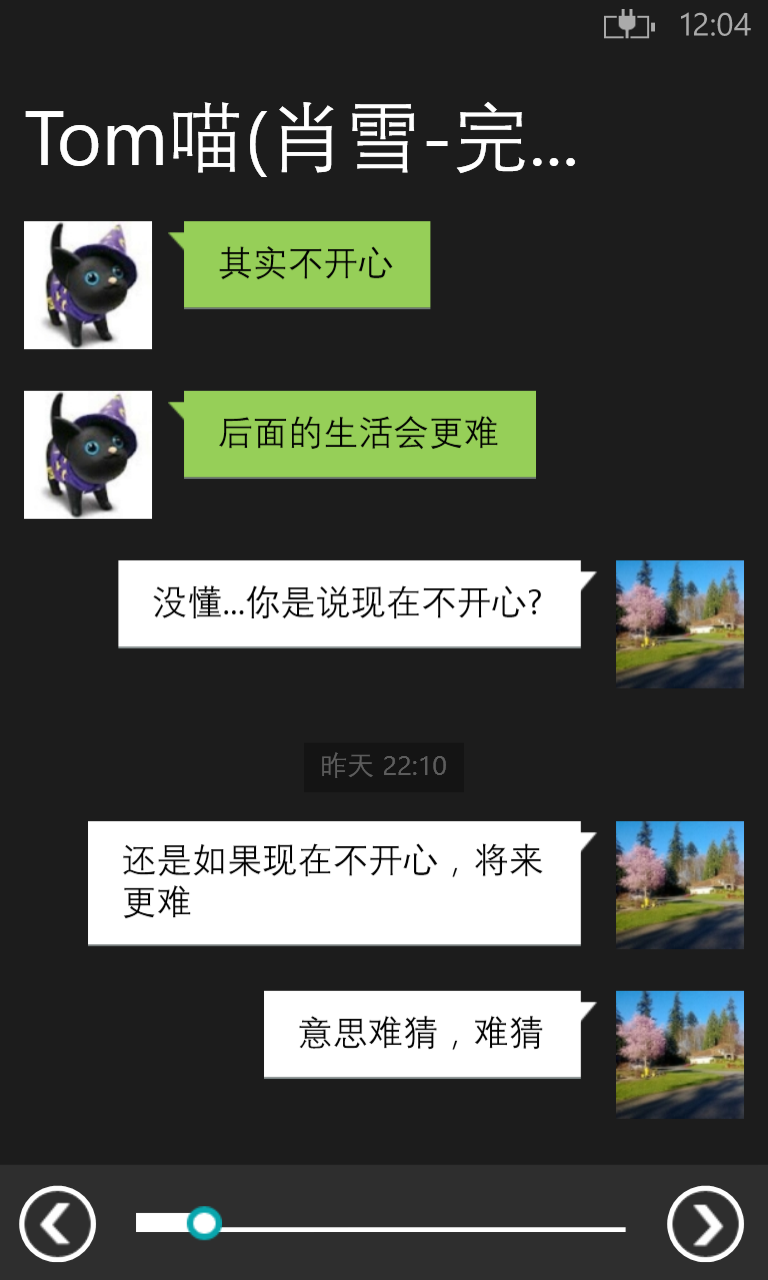 12:04
Tom喵(肖雪-完...
其实不开心
后面的生活会更难
没懂...你是说现在不开心?
昨天 22:10
还是如果现在不开心，将来
更难
意思难猜，难猜